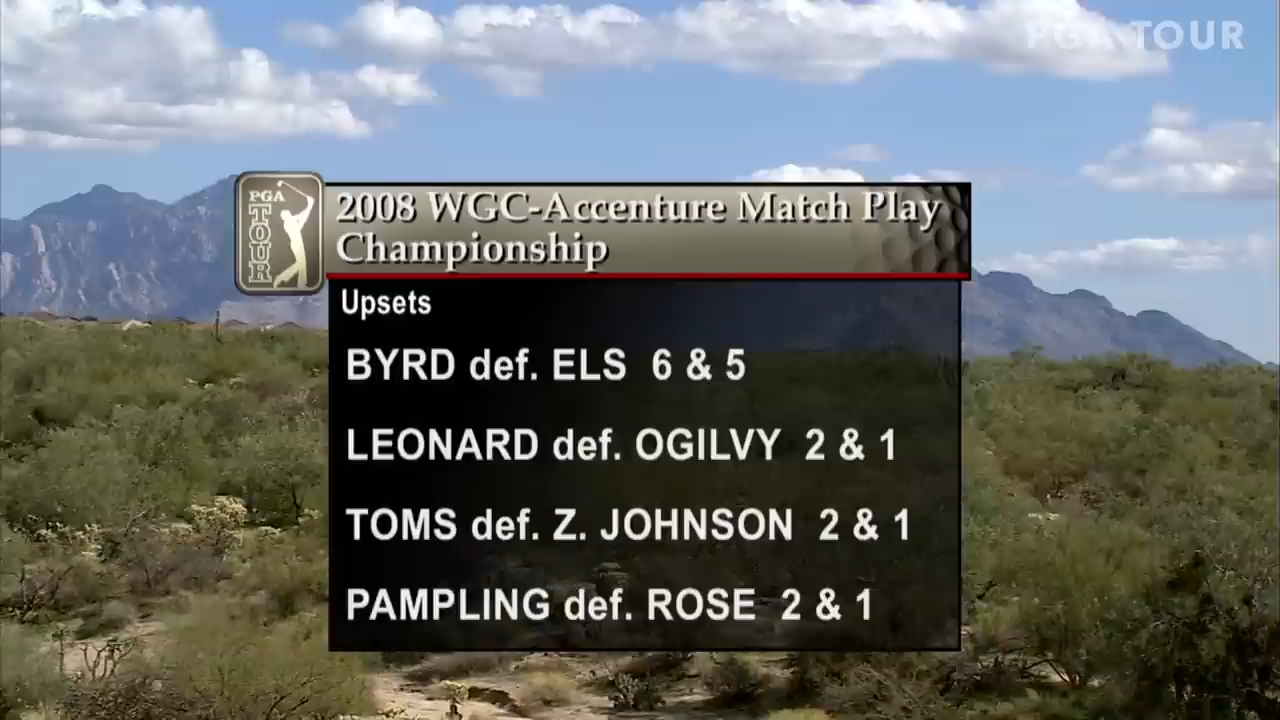 PGA TOUR
PGA
TOUR
2008 WGC-Accenture Match Play
Championship
Upsets
BYRD def. ELS 6 & 5
LEONARD def. OGILVY 2 & 1
TOMS def. Z. JOHNSON 2 & 1
PAMPLING def. ROSE 2 & 1